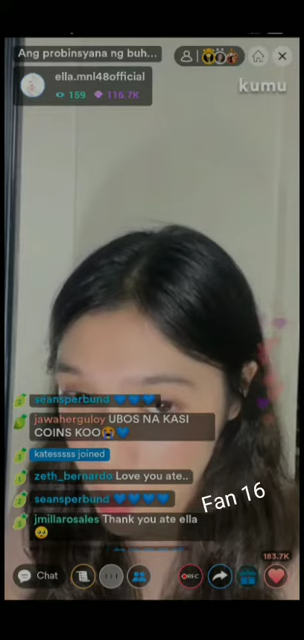 Ang probinsyana ng buh...
ella.mnl48official
159 116.7K
kumu
seansperbund 💙💙💙
jawaherguloy UBOS NA KASI
COINS KOO😭💙
katesssss joined
zeth_bernardo Love you ate..
seansperbund 💙💙💙💙
Fan 16
jmillarosales Thank you ate ella
🥺
183.7K
Chat
REC